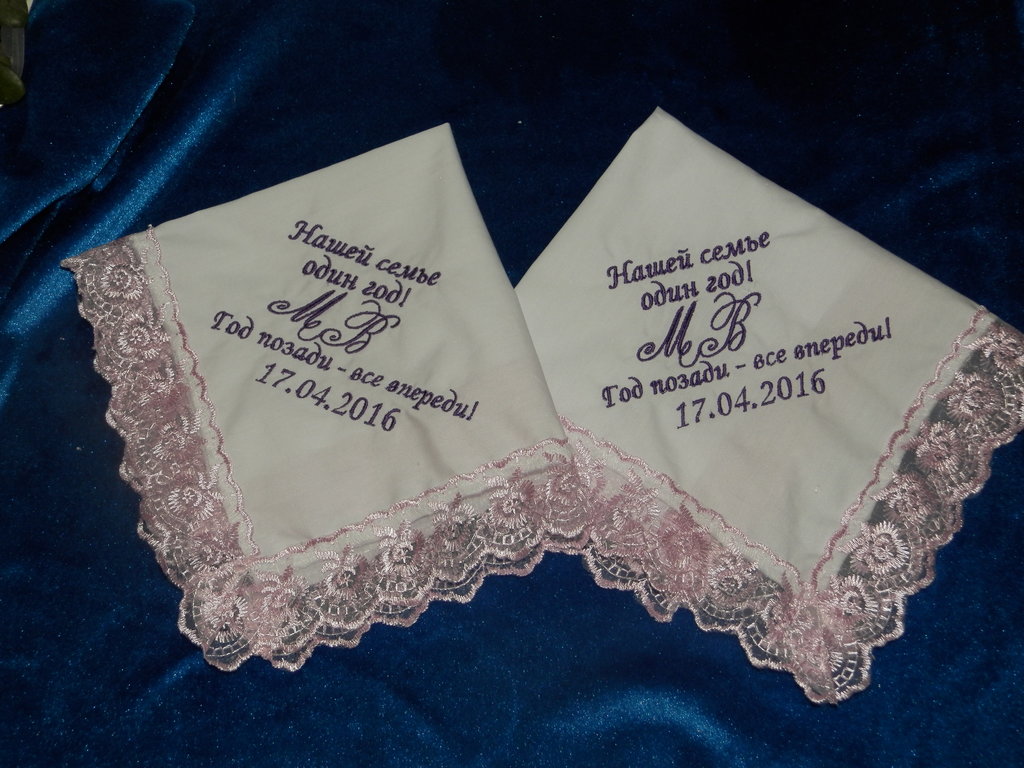 Нашей семье
один год!
МВ
Год позади - все впереди!
17.04.2016
Нашей семье
один год!
МВ
Год позади - все впереди!
17.04.2016